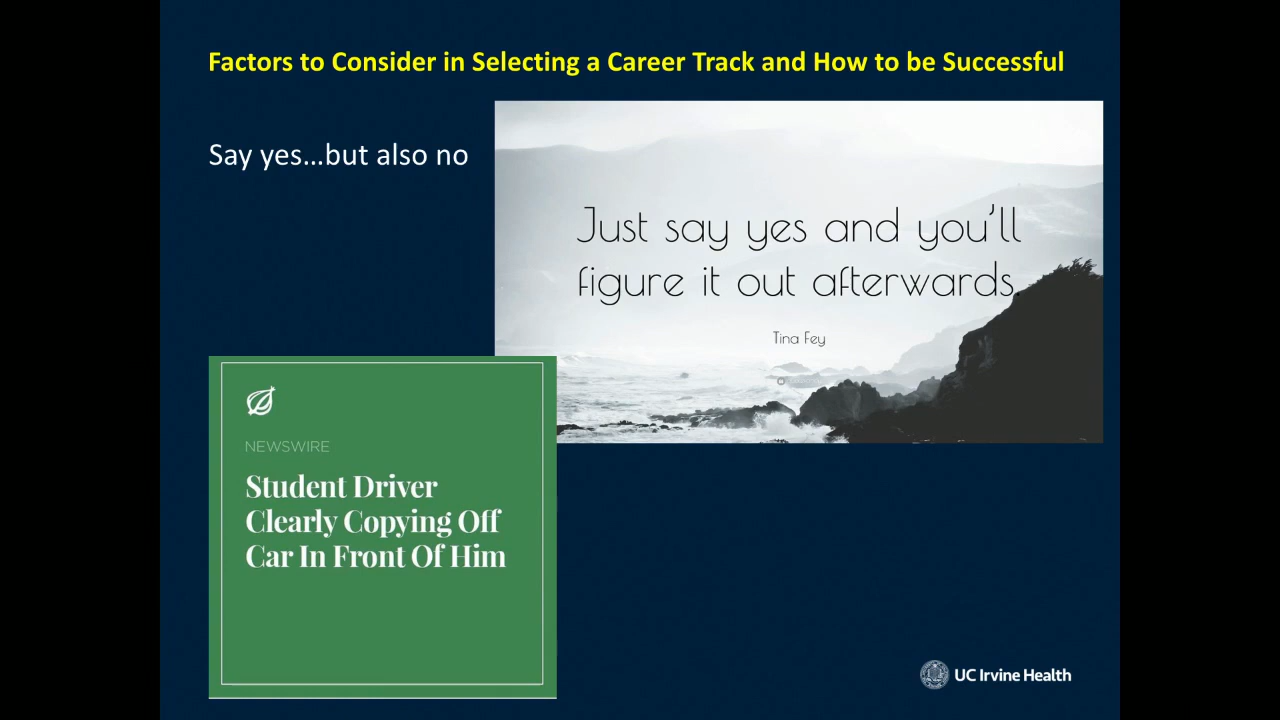 Factors to Consider in Selecting a Career Track and How to be Successful
Say yes...but also no
Just say yes and you'll
figure it out afterwards.
Tina Fey
NEWSWIRE
Student Driver
Clearly Copying Off
Car In Front Of Him
UC Irvine Health